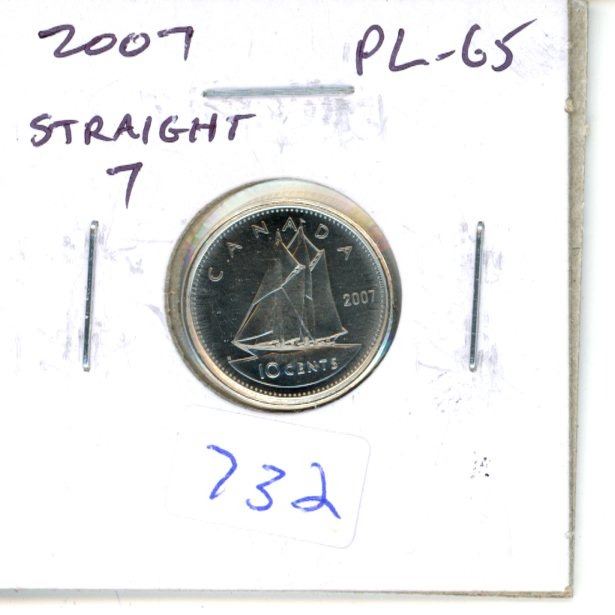 2007 PL-65
STRAIGHT
7
CANADA
2007
10 CENTS
732